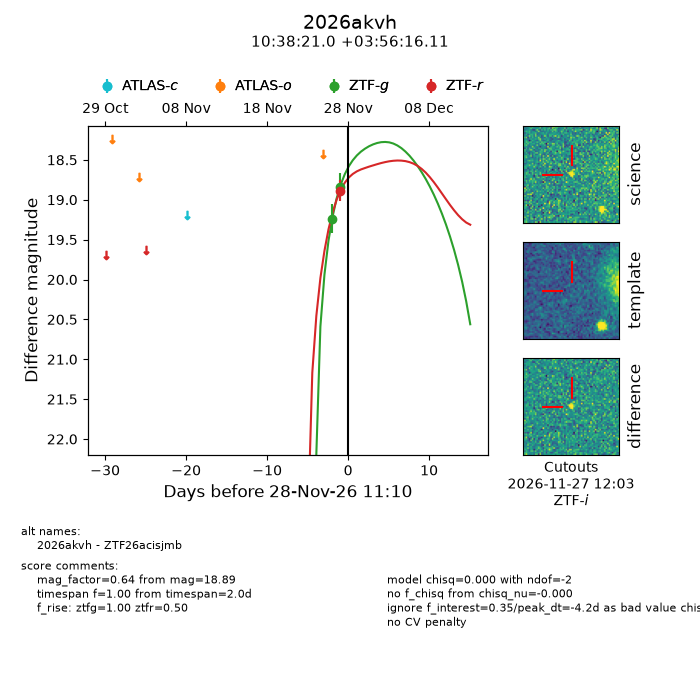 2026akvh
10:38:21.0 +03:56:16.11
ATLAS-c ATLAS-o ZTF-g ZTF-r
29 Oct 08 Nov 18 Nov 28 Nov 08 Dec
Difference magnitude
18.5
19.0
19.5
20.0
20.5
21.0
21.5
22.0
−30 −20 −10 0 10
Days before 28-Nov-26 11:10
science
template
difference
Cutouts
2026-11-27 12:03
ZTF-i
alt names:
2026akvh - ZTF26acisjmb
score comments:
mag_factor=0.64 from mag=18.89
timespan f=1.00 from timespan=2.0d
f_rise: ztfg=1.00 ztfr=0.50
model chisq=0.000 with ndof=-2
no f_chisq from chisq_nu=-0.000
ignore f_interest=0.35/peak_dt=-4.2d as bad value chis
no CV penalty